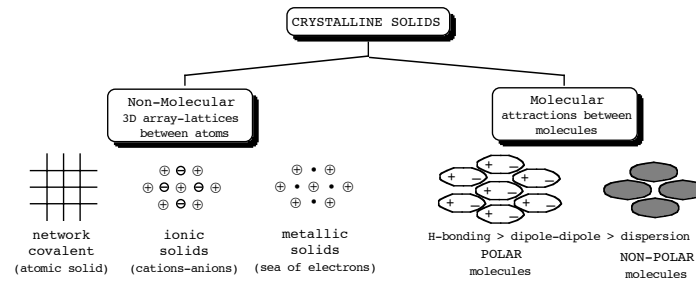 CRYSTALLINE SOLIDS
Non-Molecular
3D array-lattices
between atoms
Molecular
attractions between
molecules
network
covalent
(atomic solid)
ionic
solids
(cations-anions)
metallic
solids
(sea of electrons)
H-bonding > dipole-dipole > dispersion
POLAR
molecules
NON-POLAR
molecules